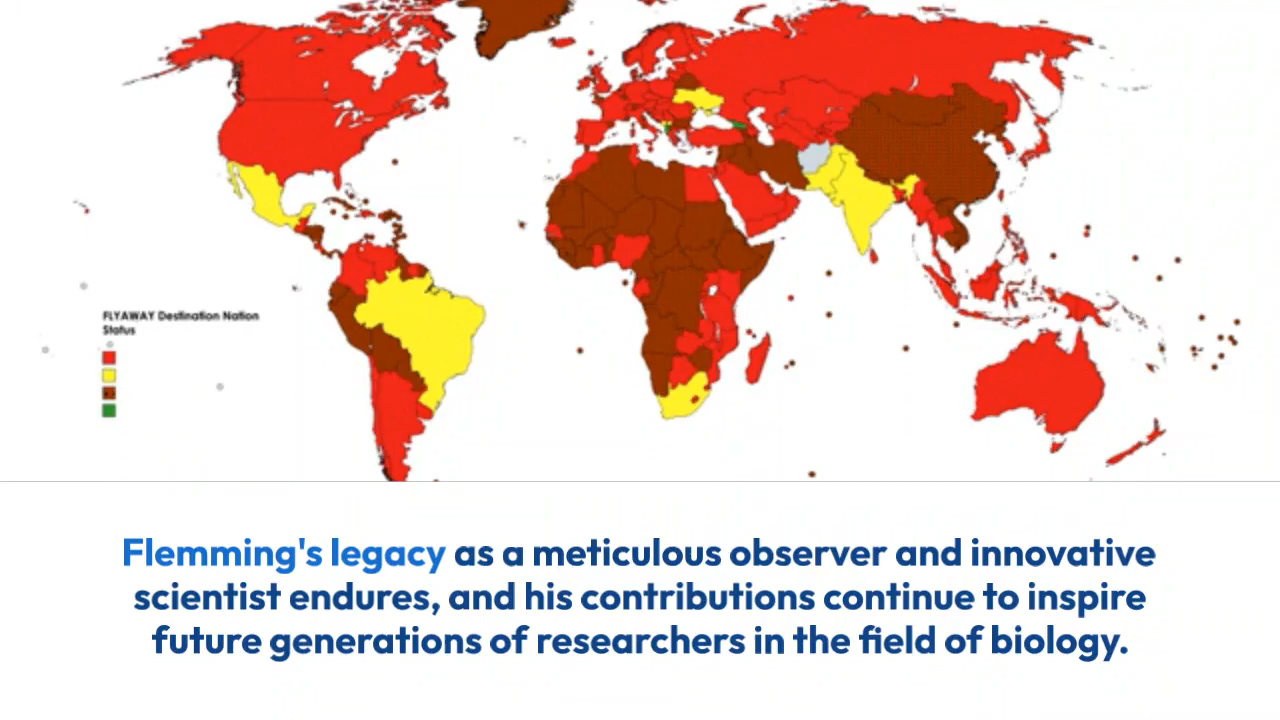 FLYAWAY Destination Nation
Status
Flemming's legacy as a meticulous observer and innovative
scientist endures, and his contributions continue to inspire
future generations of researchers in the field of biology.